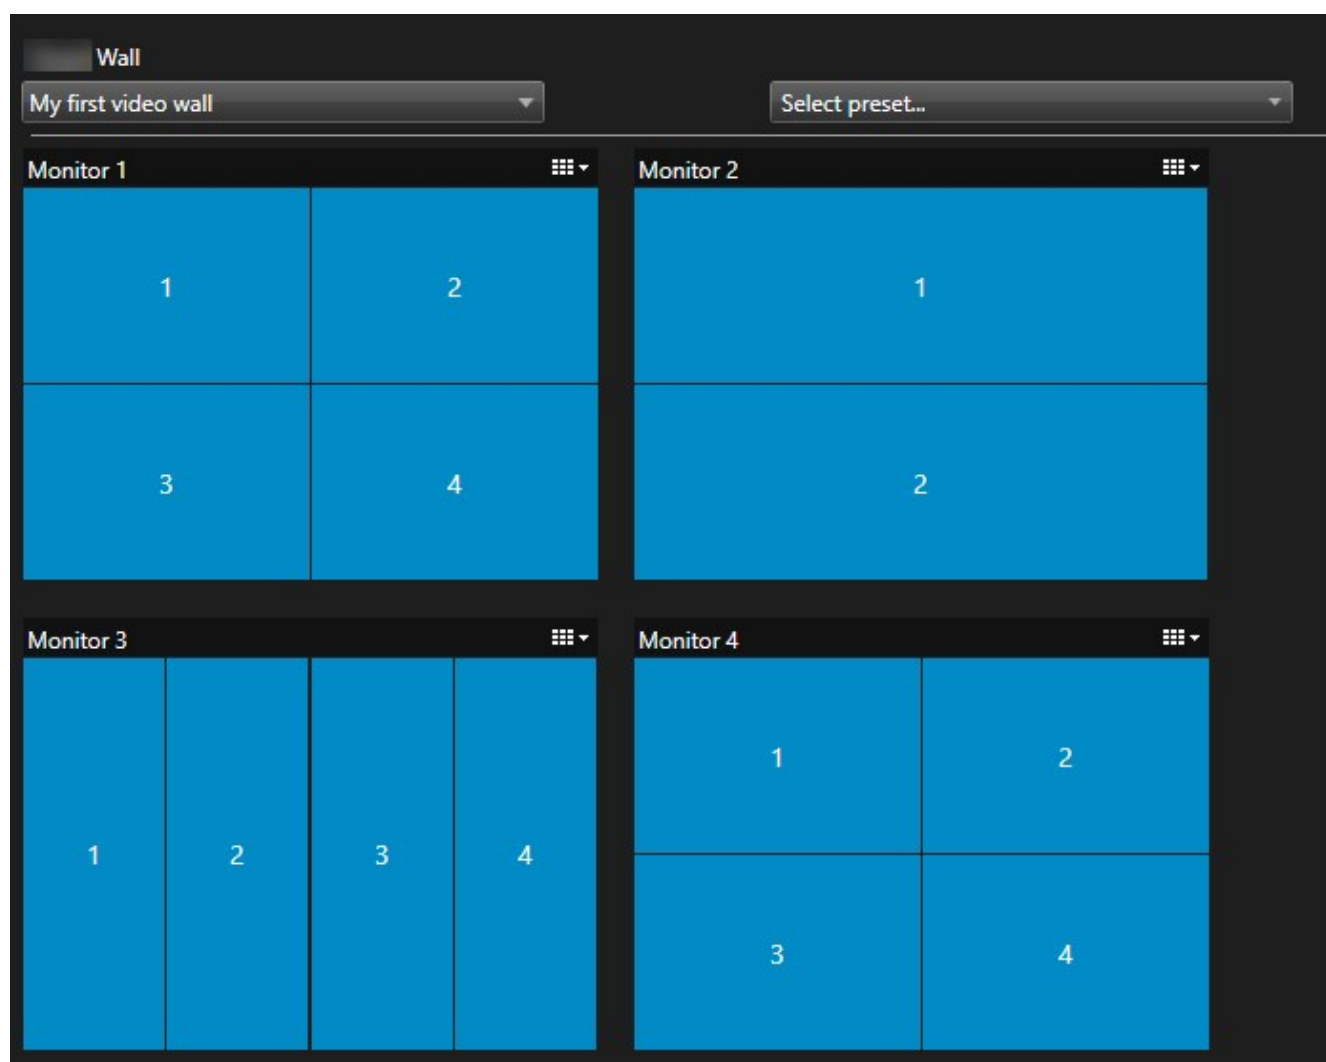 Wall
My first video wall
Select preset...
Monitor 1
Monitor 2
1 2
1
3 4
2
Monitor 3
Monitor 4
1 2 3 4
1 2
3 4